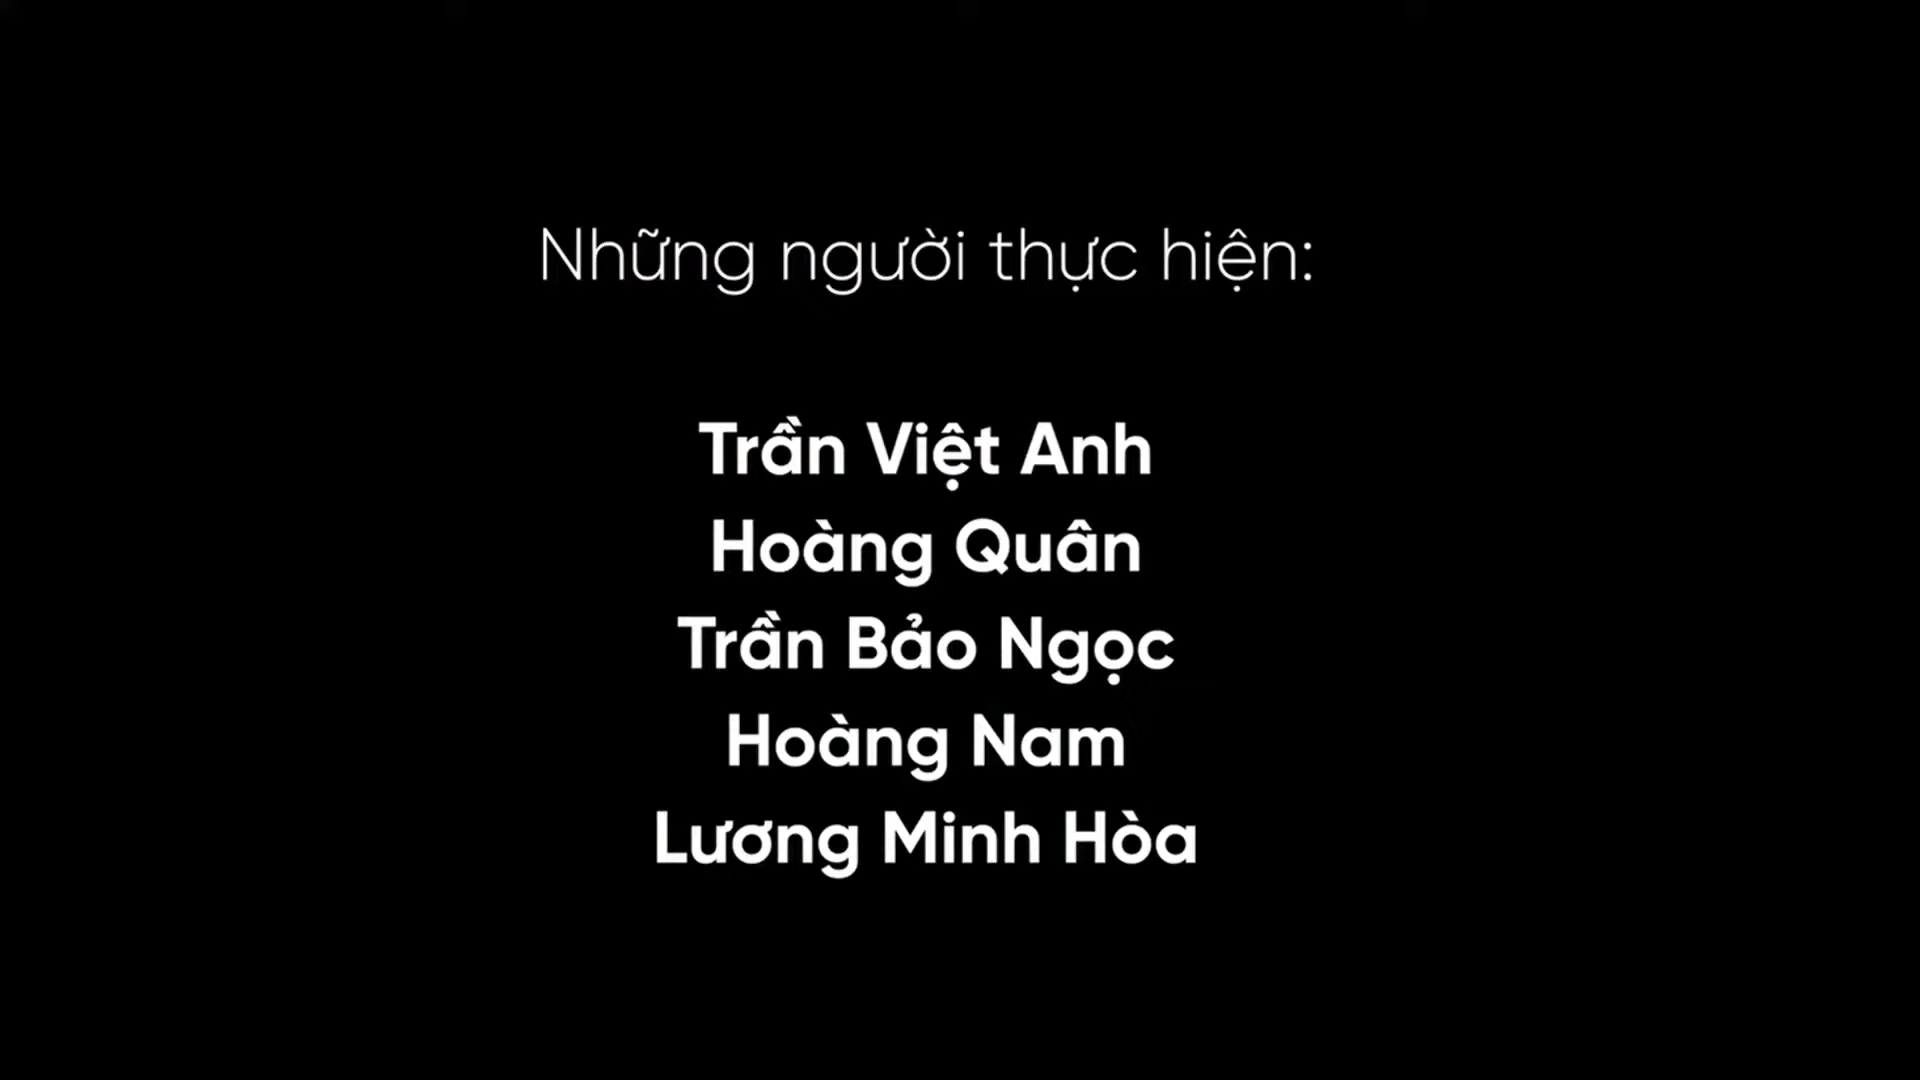 Những người thực hiện:
Trần Việt Anh
Hoàng Quân
Trần Bảo Ngọc
Hoàng Nam
Lương Minh Hòa